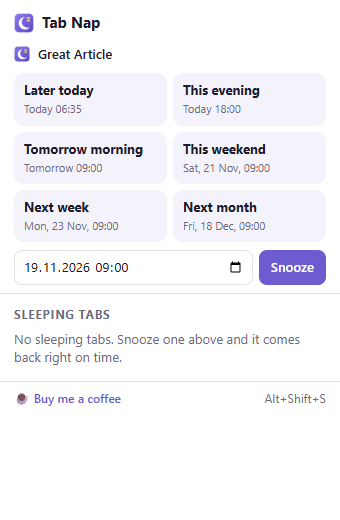 Tab Nap
Great Article
Later today
Today 06:35
This evening
Today 18:00
Tomorrow morning
Tomorrow 09:00
This weekend
Sat, 21 Nov, 09:00
Next week
Mon, 23 Nov, 09:00
Next month
Fri, 18 Dec, 09:00
19.11.2026 09:00
Snooze
SLEEPING TABS
No sleeping tabs. Snooze one above and it comes
back right on time.
Buy me a coffee
Alt+Shift+S